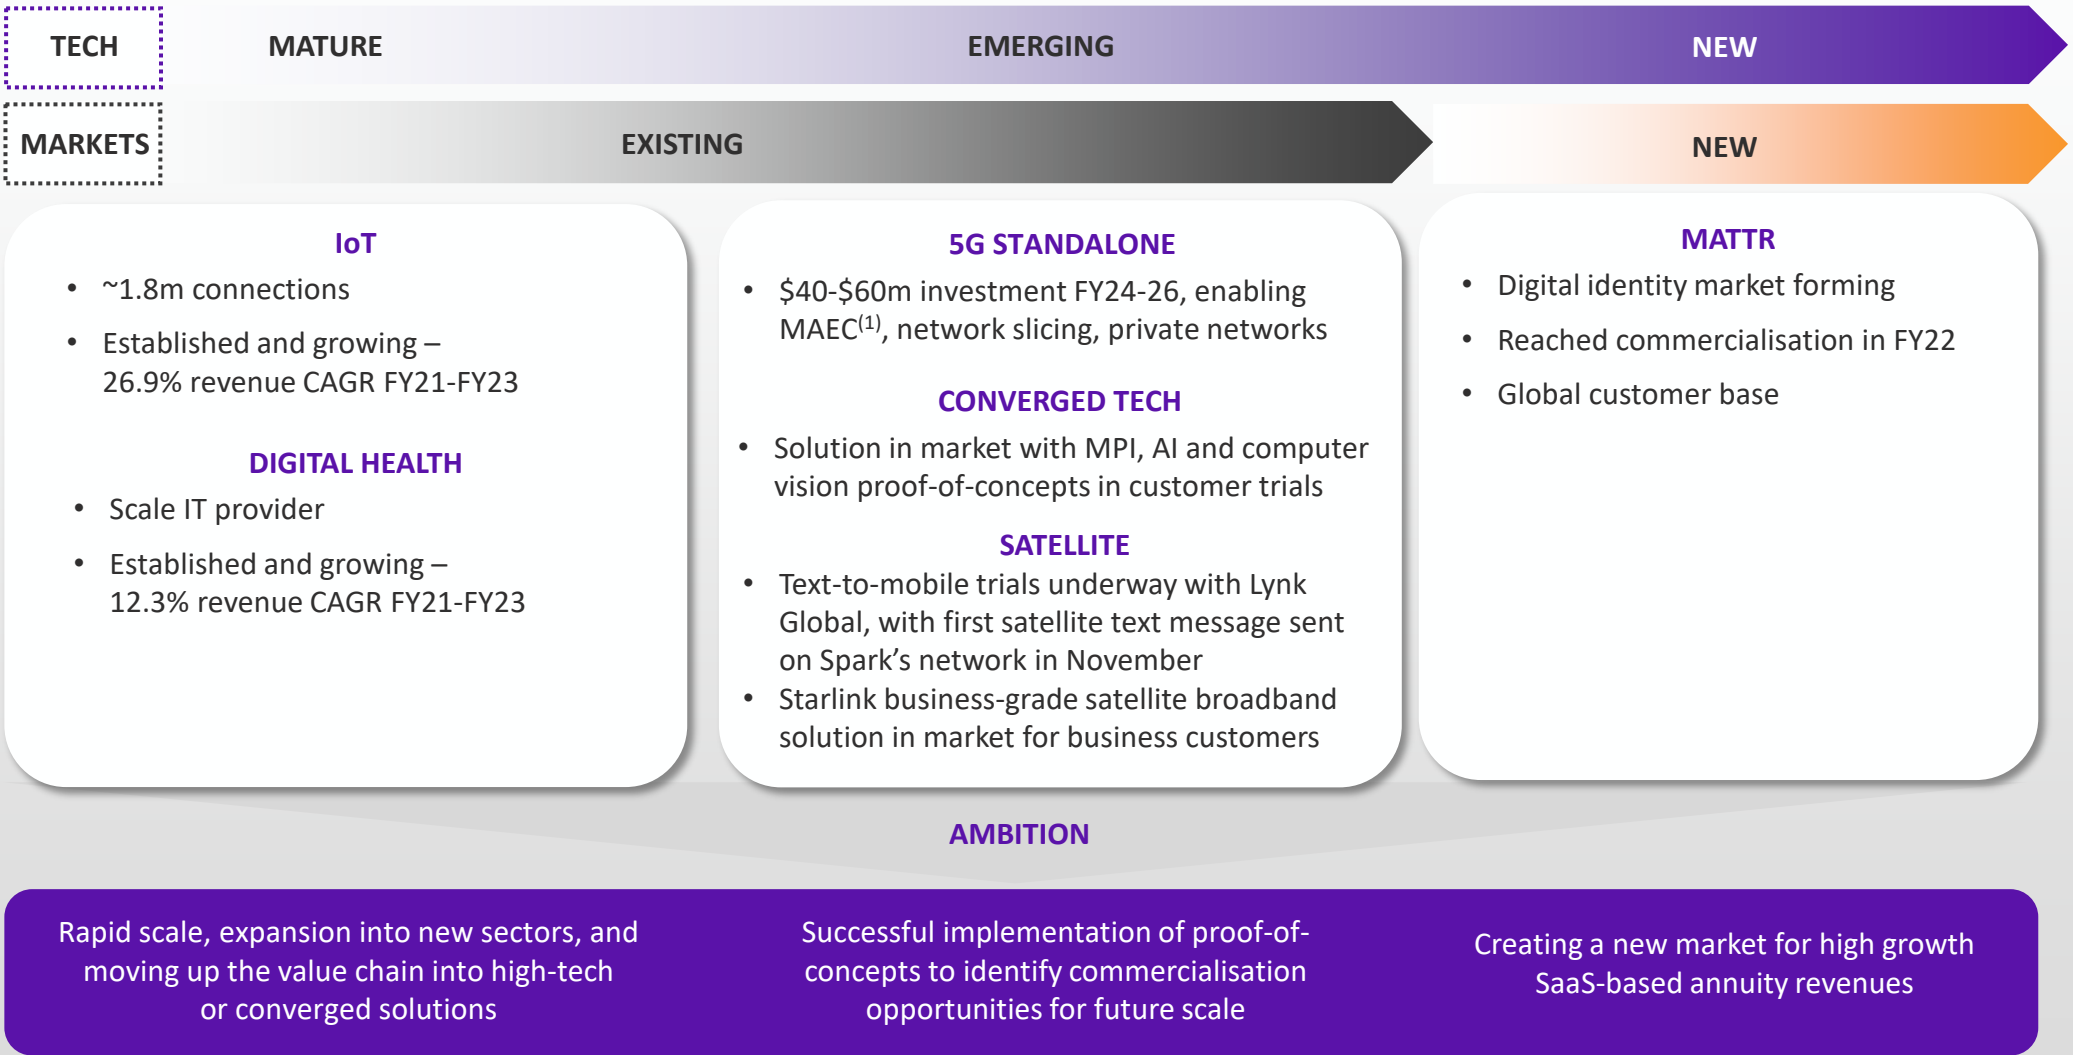 TECH
MATURE
EMERGING
NEW
MARKETS
EXISTING
NEW
IoT
• ~1.8m connections
• Established and growing –
26.9% revenue CAGR FY21-FY23
DIGITAL HEALTH
• Scale IT provider
• Established and growing –
12.3% revenue CAGR FY21-FY23
5G STANDALONE
• $40-$60m investment FY24-26, enabling
MAEC(1), network slicing, private networks
CONVERGED TECH
• Solution in market with MPI, AI and computer
vision proof-of-concepts in customer trials
SATELLITE
• Text-to-mobile trials underway with Lynk
Global, with first satellite text message sent
on Spark’s network in November
• Starlink business-grade satellite broadband
solution in market for business customers
MATTR
• Digital identity market forming
• Reached commercialisation in FY22
• Global customer base
AMBITION
Rapid scale, expansion into new sectors, and
moving up the value chain into high-tech
or converged solutions
Successful implementation of proof-of-
concepts to identify commercialisation
opportunities for future scale
Creating a new market for high growth
SaaS-based annuity revenues